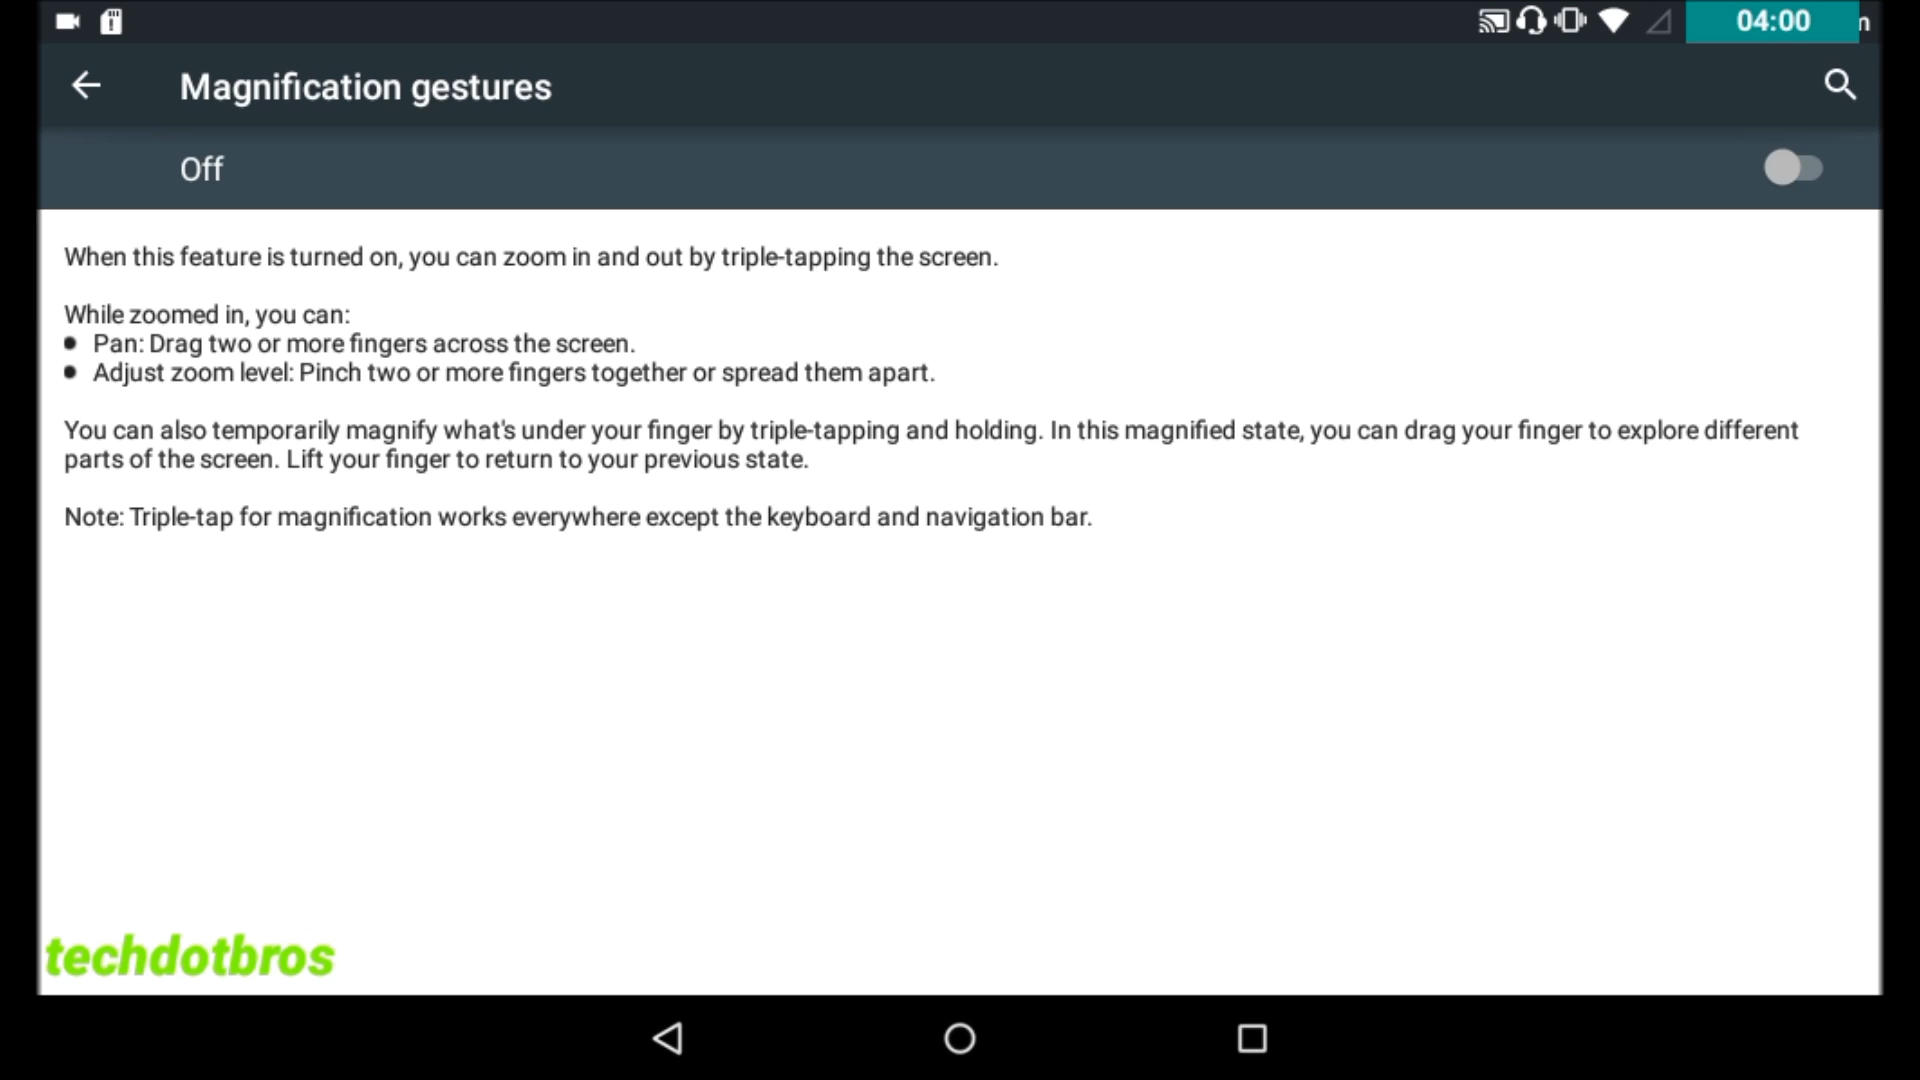 04:00
Magnification gestures
Off
When this feature is turned on, you can zoom in and out by triple-tapping the screen.
While zoomed in, you can:
● Pan: Drag two or more fingers across the screen.
● Adjust zoom level: Pinch two or more fingers together or spread them apart.
You can also temporarily magnify what's under your finger by triple-tapping and holding. In this magnified state, you can drag your finger to explore different
parts of the screen. Lift your finger to return to your previous state.
Note: Triple-tap for magnification works everywhere except the keyboard and navigation bar.
techdotbros